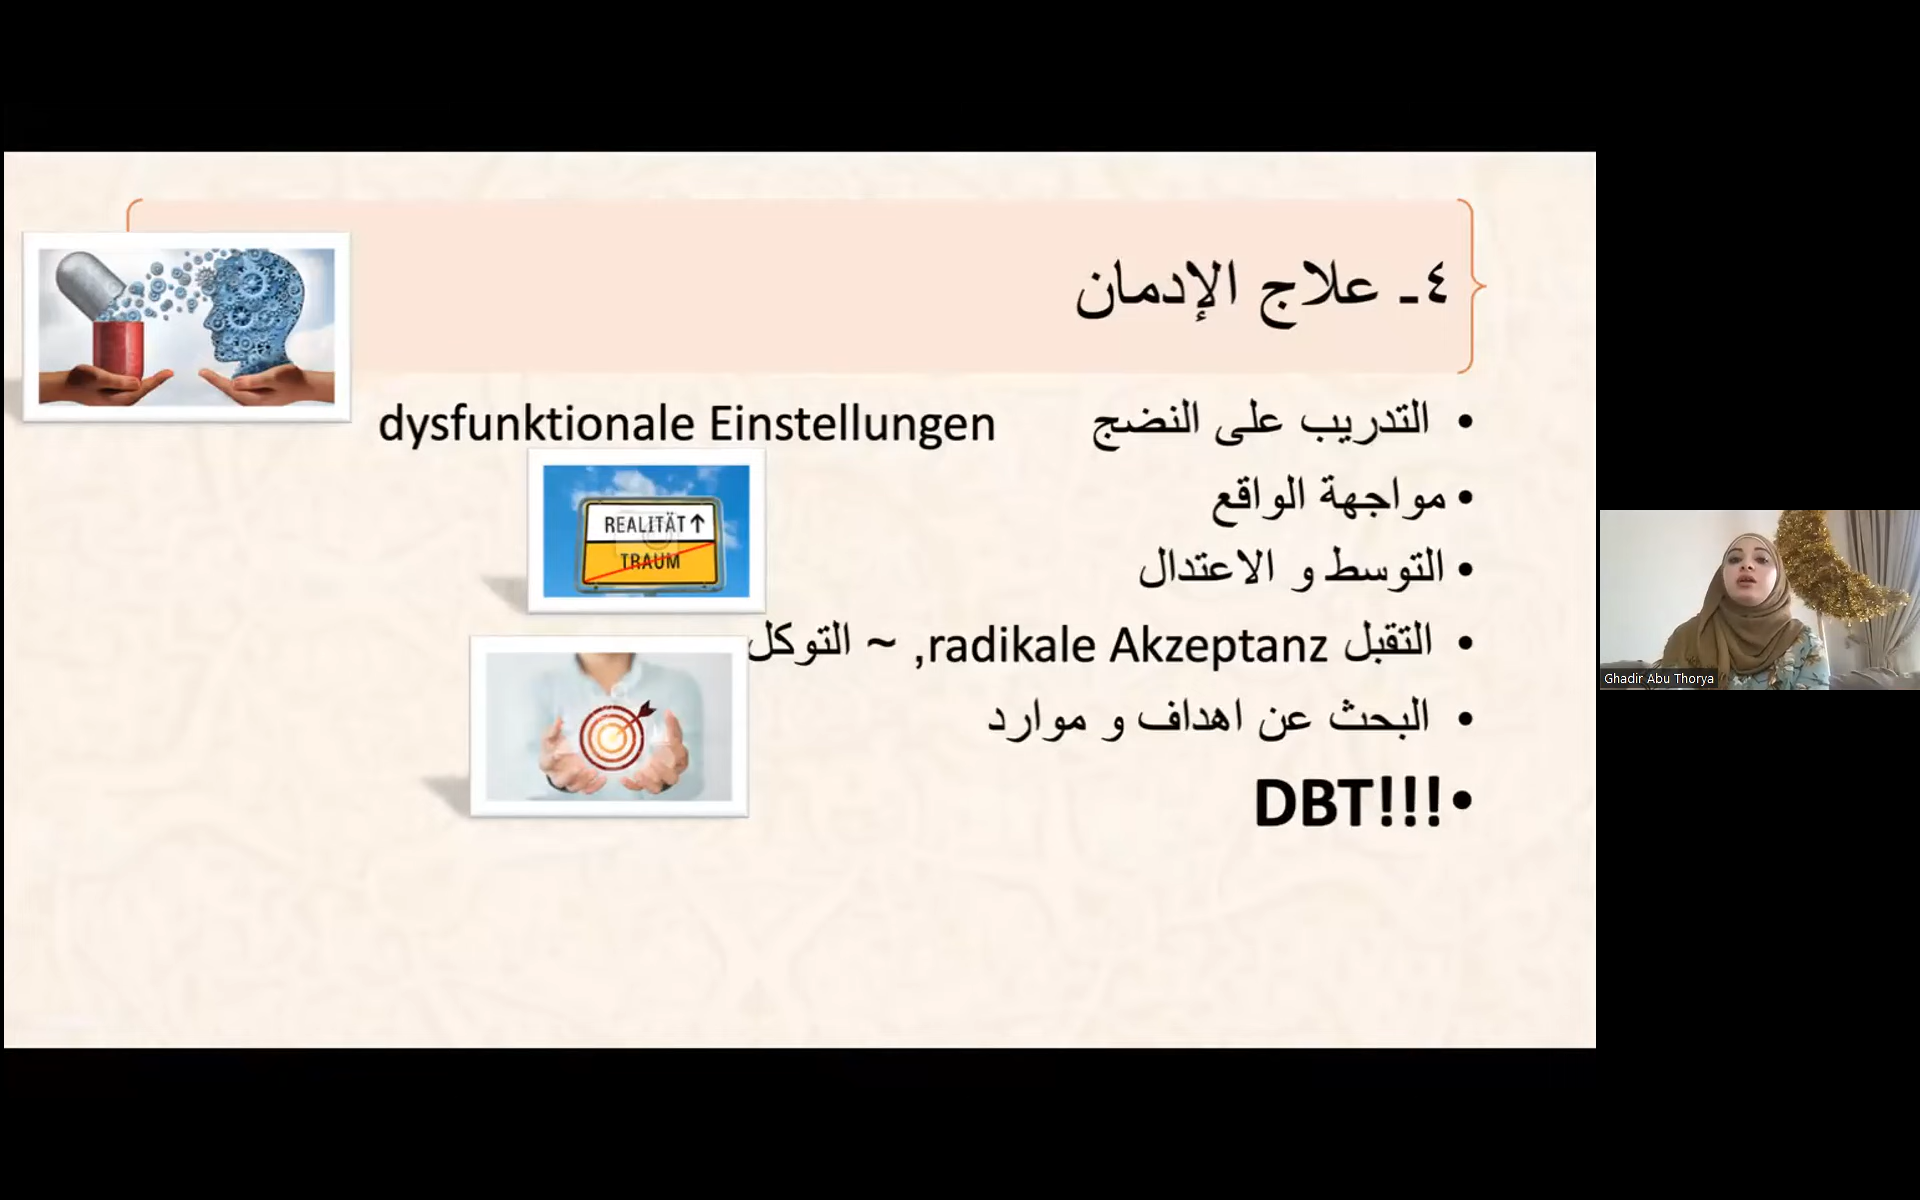 ٤- علاج الإدمان
• التدريب على النضج dysfunktionale Einstellungen
• مواجهة الواقع
REALITÄT↑
TRAUM
• التوسط و الاعتدال
• التقبل radikale Akzeptanz, ~ التوكل
• البحث عن اهداف و موارد
•DBT!!!
Ghadir Abu Thorya